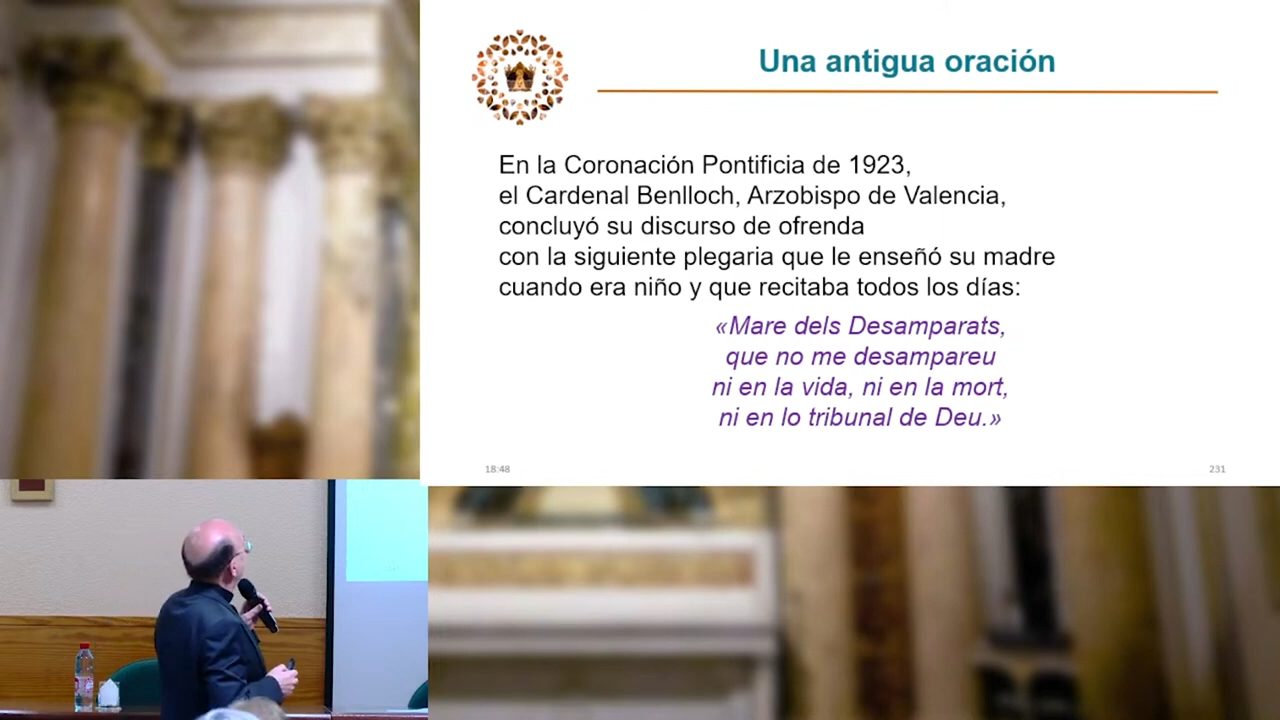 Una antigua oración
En la Coronación Pontificia de 1923,
el Cardenal Benlloch, Arzobispo de Valencia,
concluyó su discurso de ofrenda
con la siguiente plegaria que le enseñó su madre
cuando era niño y que recitaba todos los días:
«Mare dels Desamparats,
que no me desampareu
ni en la vida, ni en la mort,
ni en lo tribunal de Deu.»
18:48
231